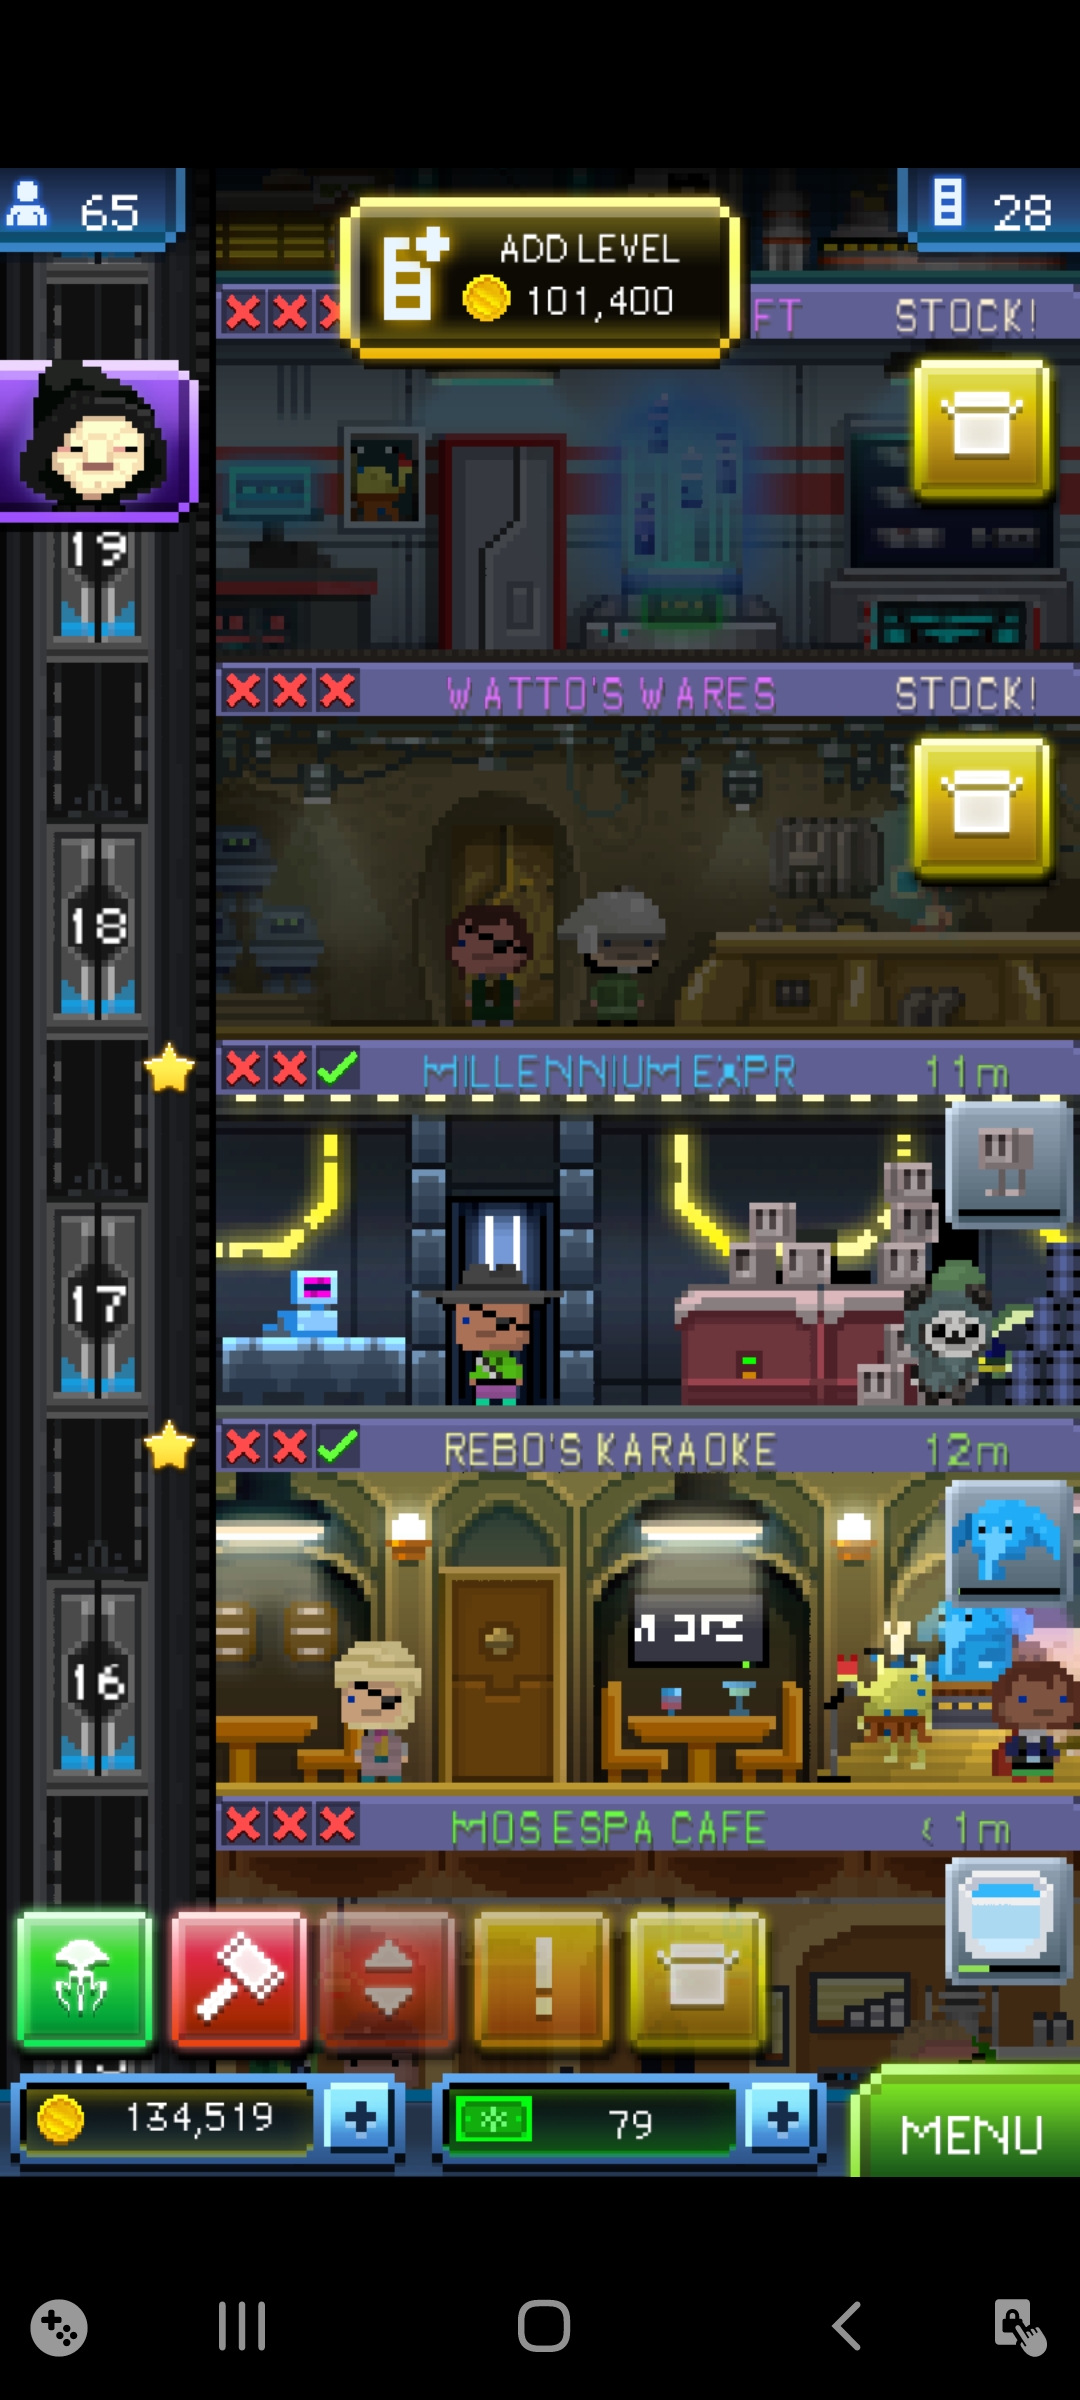 65
28
ADD LEVEL
101,400
FT
STOCK!
19
WATTO'S WARES
STOCK!
18
MILLENNIUM EXPR
11m
17
REBO'S KARAOKE
12m
16
MOS ESPA CAFE
< 1m
!
134,519
79
MENU